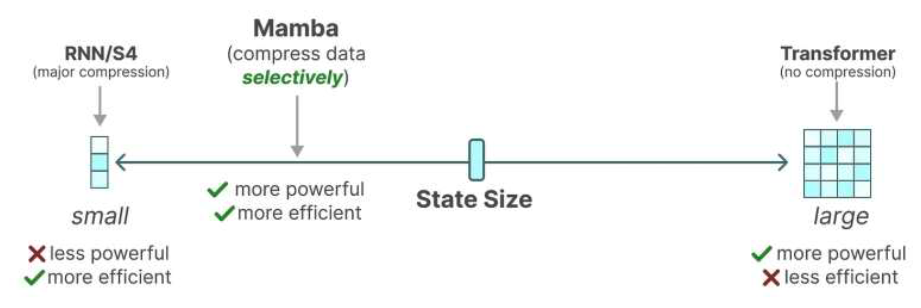 RNN/S4
(major compression)
Mamba
(compress data
selectively)
Transformer
(no compression)
more powerful
more efficient
State Size
small
less powerful
more efficient
large
more powerful
less efficient